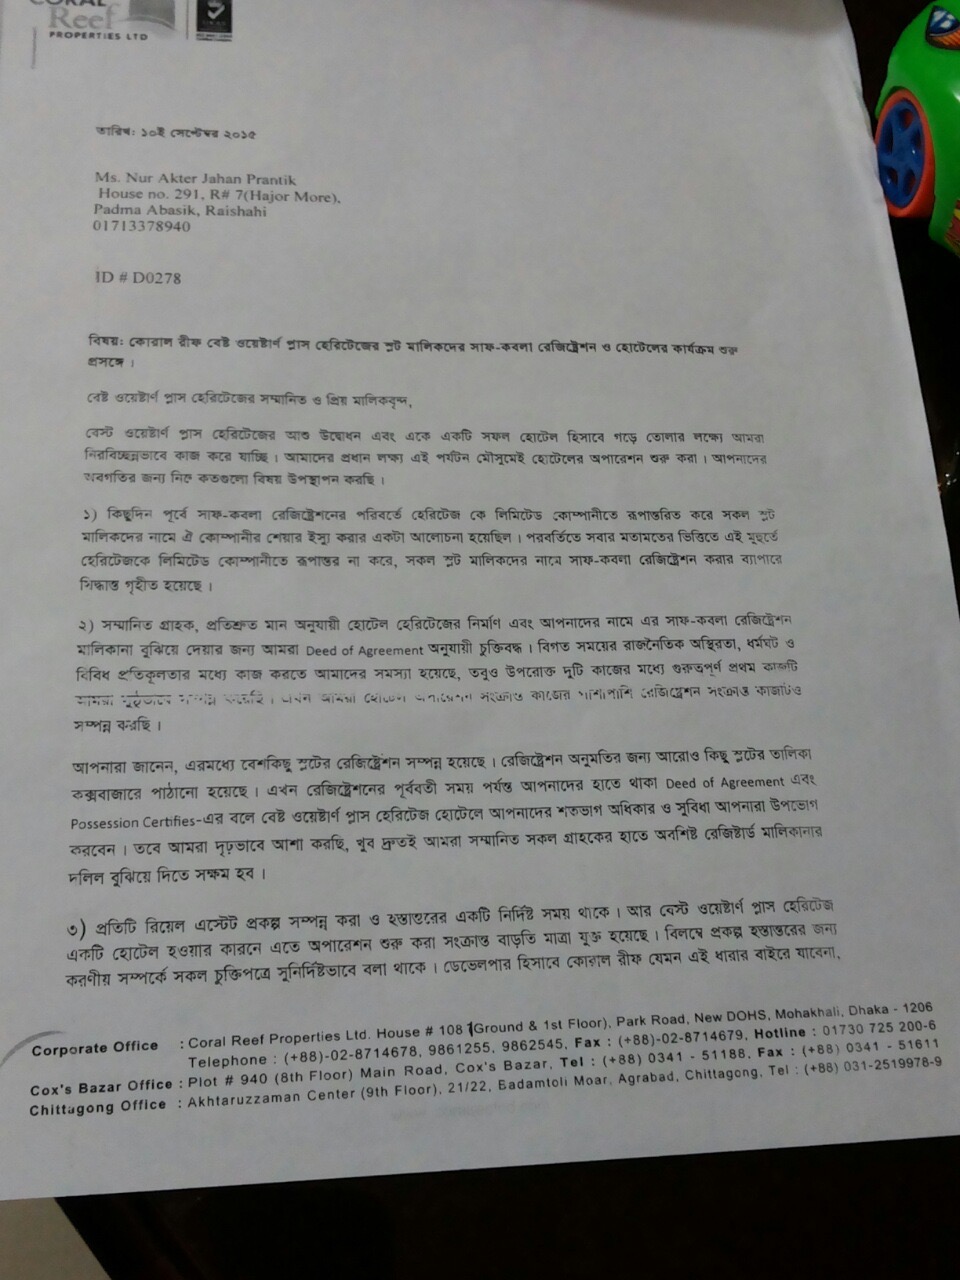 CORAL
Reef
PROPERTIES LTD
তারিখ: ১০ই সেপ্টেম্বর ২০১৫
Ms. Nur Akter Jahan Prantik
House no. 291, R# 7(Hajor More),
Padma Abasik, Raishahi
01713378940
ID # D0278
বিষয়: কোরাল রীফ বেষ্ট ওয়েষ্টার্ণ প্লাস হেরিটেজের স্লট মালিকদের সাফ-কবলা রেজিষ্ট্রেশন ও হোটেলের কার্যক্রম শুরু
প্রসঙ্গে ।
বেষ্ট ওয়েষ্টার্ণ প্লাস হেরিটেজের সম্মানিত ও প্রিয় মালিকবৃন্দ,
বেস্ট ওয়েষ্টার্ণ প্লাস হেরিটেজের আশু উদ্বোধন এবং একে একটি সফল হোটেল হিসাবে গড়ে তোলার লক্ষ্যে আমরা
নিরবিচ্ছন্নভাবে কাজ করে যাচ্ছি । আমাদের প্রধান লক্ষ্য এই পর্যটন মৌসুমেই হোটেলের অপারেশন শুরু করা । আপনাদের
অবগতির জন্য নিম্নে কতগুলো বিষয় উপস্থাপন করছি ।
১) কিছুদিন পূর্বে সাফ-কবলা রেজিষ্ট্রেশনের পরিবর্তে হেরিটেজ কে লিমিটেড কোম্পানীতে রূপান্তরিত করে সকল স্লট
মালিকদের নামে ঐ কোম্পানীর শেয়ার ইস্যু করার একটা আলোচনা হয়েছিল । পরবর্তিতে সবার মতামতের ভিত্তিতে এই মূহুর্তে
হেরিটেজকে লিমিটেড কোম্পানীতে রূপান্তর না করে, সকল স্লট মালিকদের নামে সাফ-কবলা রেজিষ্ট্রেশন করার ব্যাপারে
সিদ্ধান্ত গৃহীত হয়েছে ।
২) সম্মানিত গ্রাহক, প্রতিশ্রুত মান অনুযায়ী হোটেল হেরিটেজের নির্মাণ এবং আপনাদের নামে এর সাফ-কবলা রেজিষ্ট্রেশন
মালিকানা বুঝিয়ে দেয়ার জন্য আমরা Deed of Agreement অনুযায়ী চুক্তিবদ্ধ । বিগত সময়ের রাজনৈতিক অস্থিরতা, ধর্মঘট ও
বিবিধ প্রতিকূলতার মধ্যে কাজ করতে আমাদের সমস্যা হয়েছে, তবুও উপরোক্ত দুটি কাজের মধ্যে গুরুত্বপূর্ণ প্রথম কাজটি
আমরা সুষ্ঠুভাবে সম্পন্ন করেছি । এখন আমরা হোটেল অপারেশন সংক্রান্ত কাজের পাশাপাশি রেজিষ্ট্রেশন সংক্রান্ত কাজটিও
সম্পন্ন করছি ।
আপনারা জানেন, এরমধ্যে বেশকিছু স্লটের রেজিষ্ট্রেশন সম্পন্ন হয়েছে । রেজিষ্ট্রেশন অনুমতির জন্য আরোও কিছু স্লটের তালিকা
কক্সবাজারে পাঠানো হয়েছে । এখন রেজিষ্ট্রেশনের পূর্ববর্তী সময় পর্যন্ত আপনাদের হাতে থাকা Deed of Agreement এবং
Possession Certifies-এর বলে বেষ্ট ওয়েষ্টার্ণ প্লাস হেরিটেজ হোটেলে আপনাদের শতভাগ অধিকার ও সুবিধা আপনারা উপভোগ
করবেন । তবে আমরা দৃঢ়ভাবে আশা করছি, খুব দ্রুতই আমরা সম্মানিত সকল গ্রাহকের হাতে অবশিষ্ট রেজিষ্টার্ড মালিকানার
দলিল বুঝিয়ে দিতে সক্ষম হব ।
৩) প্রতিটি রিয়েল এস্টেট প্রকল্প সম্পন্ন করা ও হস্তান্তরের একটি নির্দিষ্ট সময় থাকে । আর বেস্ট ওয়েষ্টার্ণ প্লাস হেরিটেজ
একটি হোটেল হওয়ার কারনে এতে অপারেশন শুরু করা সংক্রান্ত বাড়তি মাত্রা যুক্ত হয়েছে । বিলম্বে প্রকল্প হস্তান্তরের জন্য
করণীয় সম্পর্কে সকল চুক্তিপত্রে সুনির্দিষ্টভাবে বলা থাকে । ডেভেলপার হিসাবে কোরাল রীফ যেমন এই ধারার বাইরে যাবেনা,
Corporate Office : Coral Reef Properties Ltd. House # 108 (Ground & 1st Floor), Park Road, New DOHS, Mohakhali, Dhaka - 1206
Telephone : (+88)-02-8714678, 9861255, 9862545, Fax : (+88)-02-8714679, Hotline : 01730 725 200-6
Cox's Bazar Office : Plot # 940 (8th Floor) Main Road, Cox's Bazar, Tel : (+88) 0341 - 51188, Fax : (+88) 0341 - 51611
Chittagong Office : Akhtaruzzaman Center (9th Floor), 21/22, Badamtoli Moar, Agrabad, Chittagong, Tel : (+88) 031-2519978-9